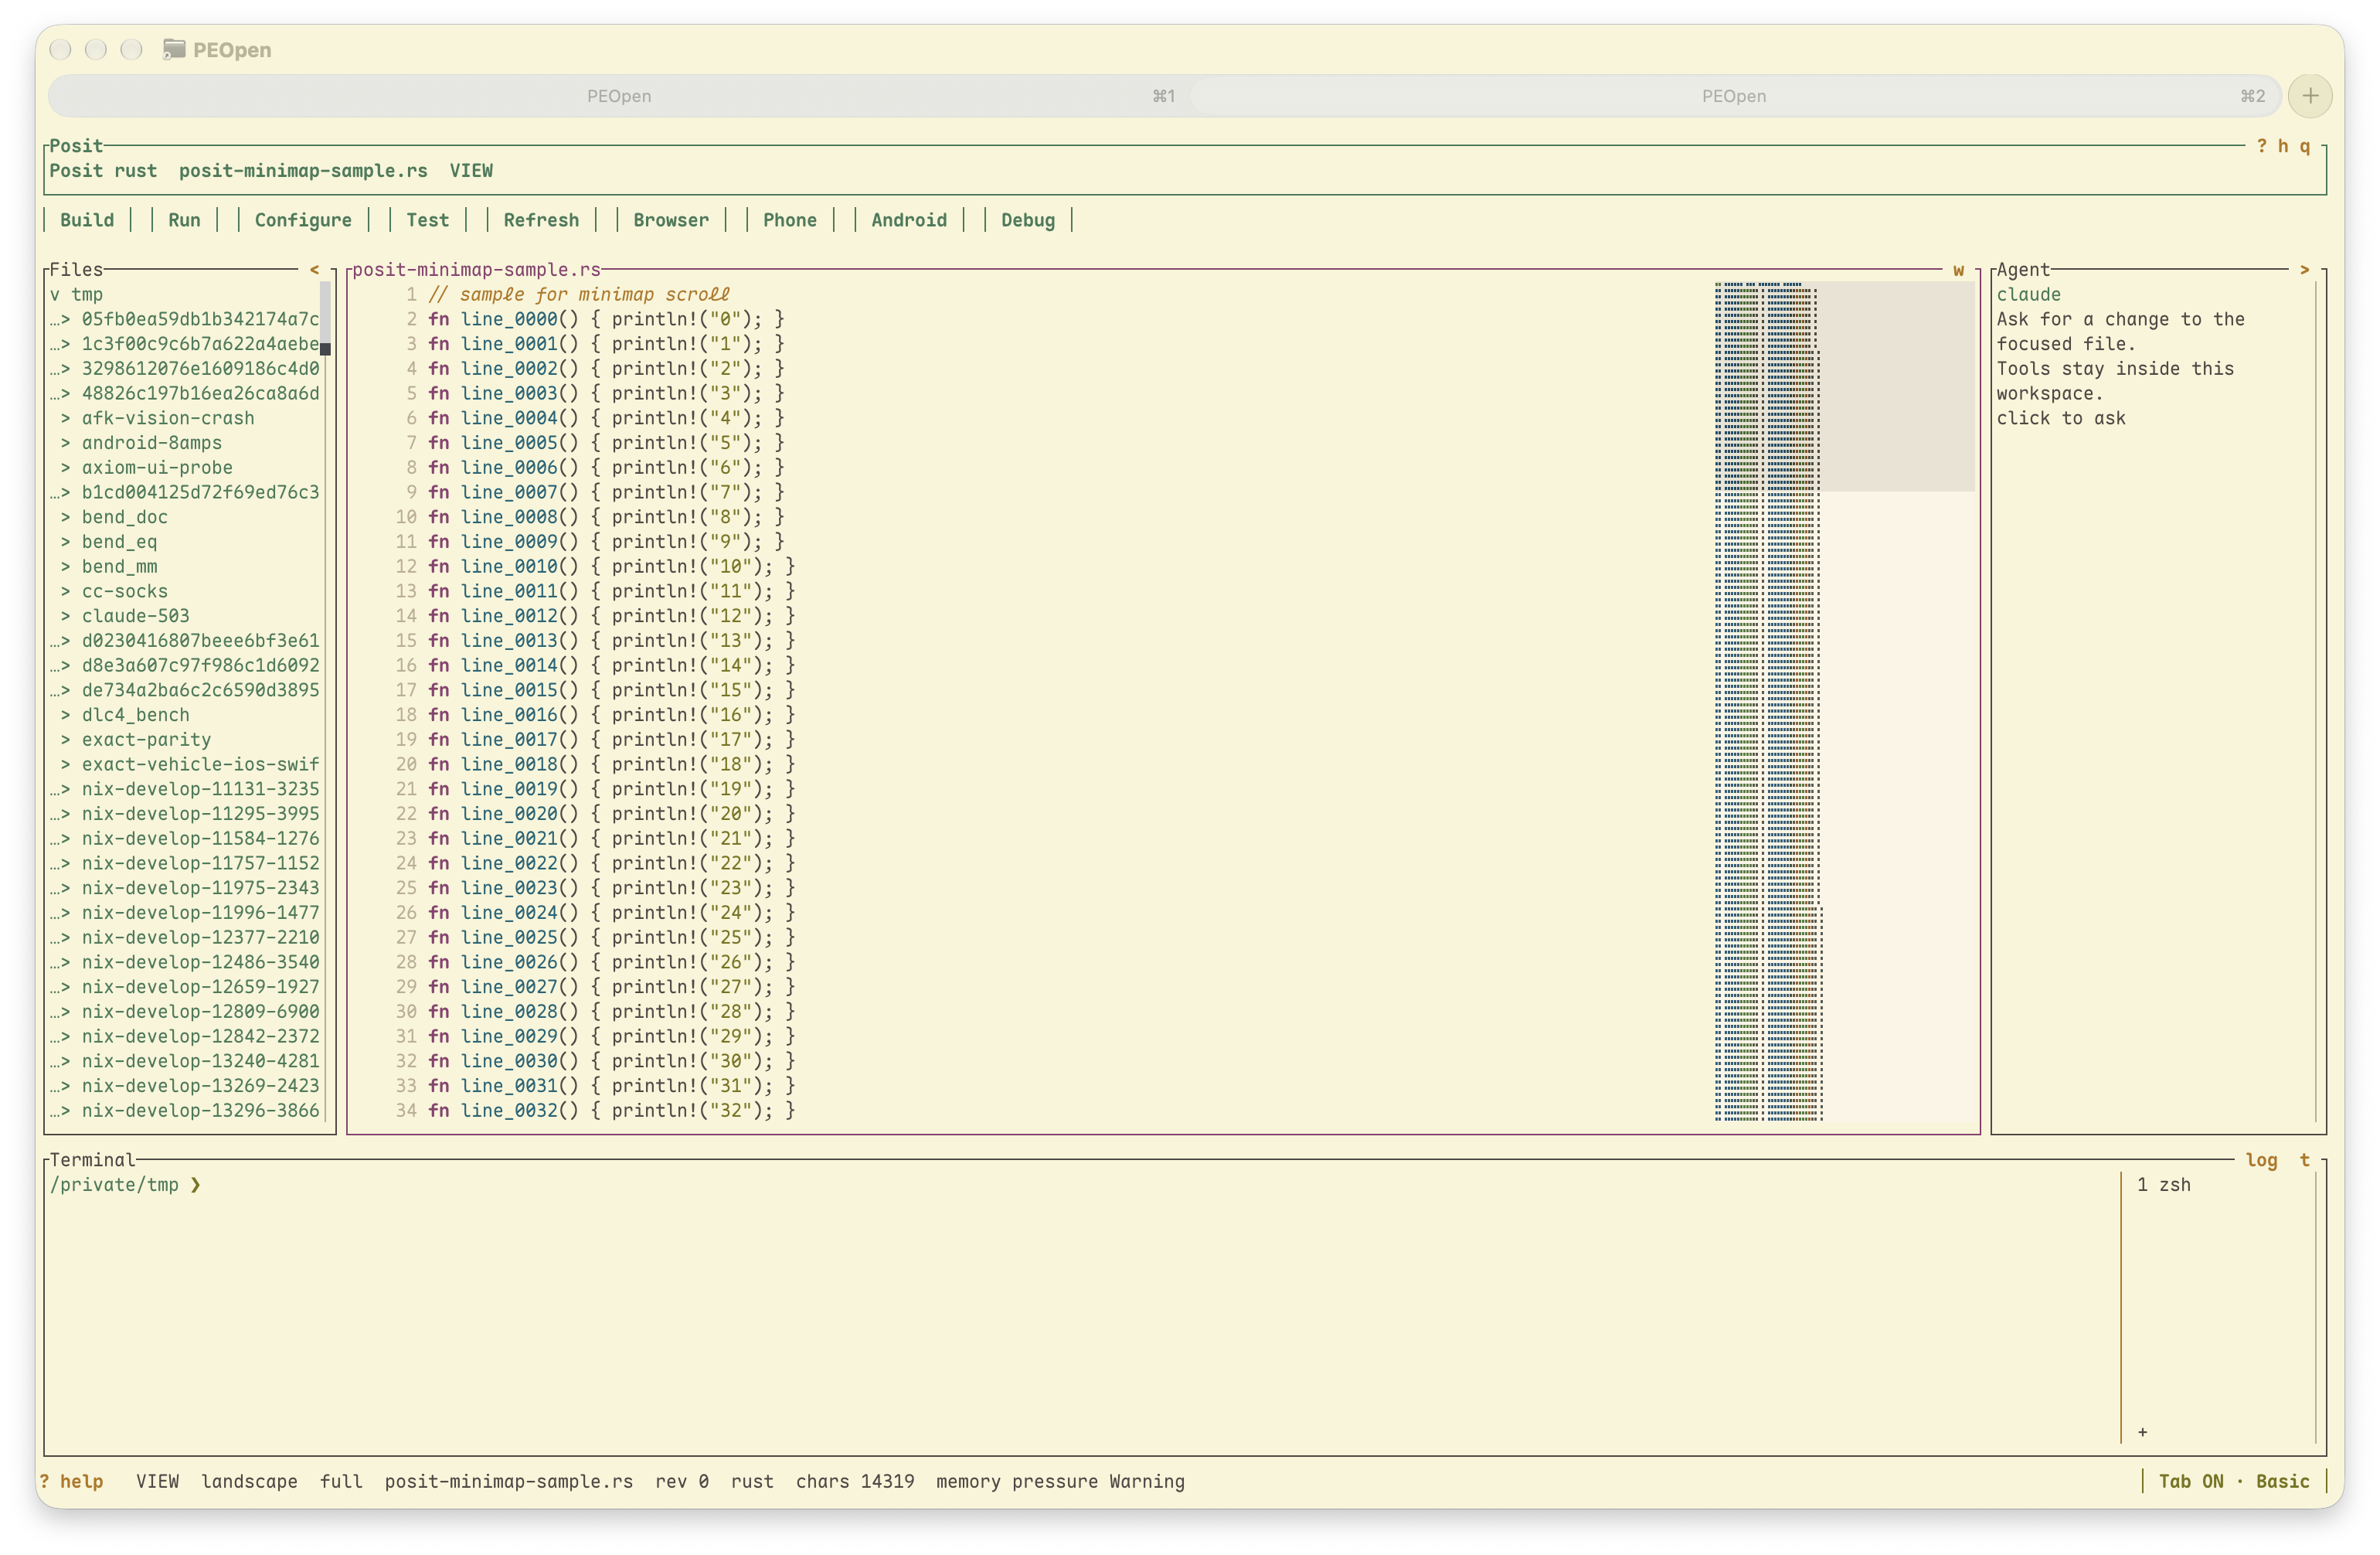 PEOpen
PEOpen ⌘1 PEOpen ⌘2 +
Posit ? h q
Posit rust posit-minimap-sample.rs VIEW
Build Run Configure Test Refresh Browser Phone Android Debug
Files <
v tmp
…> 05fb0ea59db1b342174a7c
…> 1c3f00c9c6b7a622a4aebe
…> 3298612076e1609186c4d0
…> 48826c197b16ea26ca8a6d
> afk-vision-crash
> android-8amps
> axiom-ui-probe
…> b1cd004125d72f69ed76c3
> bend_doc
> bend_eq
> bend_mm
> cc-socks
> claude-503
…> d0230416807beee6bf3e61
…> d8e3a607c97f986c1d6092
…> de734a2ba6c2c6590d3895
> dlc4_bench
> exact-parity
> exact-vehicle-ios-swif
…> nix-develop-11131-3235
…> nix-develop-11295-3995
…> nix-develop-11584-1276
…> nix-develop-11757-1152
…> nix-develop-11975-2343
…> nix-develop-11996-1477
…> nix-develop-12377-2210
…> nix-develop-12486-3540
…> nix-develop-12659-1927
…> nix-develop-12809-6900
…> nix-develop-12842-2372
…> nix-develop-13240-4281
…> nix-develop-13269-2423
…> nix-develop-13296-3866
posit-minimap-sample.rs w
1 // sample for minimap scroll
2 fn line_0000() { println!("0"); }
3 fn line_0001() { println!("1"); }
4 fn line_0002() { println!("2"); }
5 fn line_0003() { println!("3"); }
6 fn line_0004() { println!("4"); }
7 fn line_0005() { println!("5"); }
8 fn line_0006() { println!("6"); }
9 fn line_0007() { println!("7"); }
10 fn line_0008() { println!("8"); }
11 fn line_0009() { println!("9"); }
12 fn line_0010() { println!("10"); }
13 fn line_0011() { println!("11"); }
14 fn line_0012() { println!("12"); }
15 fn line_0013() { println!("13"); }
16 fn line_0014() { println!("14"); }
17 fn line_0015() { println!("15"); }
18 fn line_0016() { println!("16"); }
19 fn line_0017() { println!("17"); }
20 fn line_0018() { println!("18"); }
21 fn line_0019() { println!("19"); }
22 fn line_0020() { println!("20"); }
23 fn line_0021() { println!("21"); }
24 fn line_0022() { println!("22"); }
25 fn line_0023() { println!("23"); }
26 fn line_0024() { println!("24"); }
27 fn line_0025() { println!("25"); }
28 fn line_0026() { println!("26"); }
29 fn line_0027() { println!("27"); }
30 fn line_0028() { println!("28"); }
31 fn line_0029() { println!("29"); }
32 fn line_0030() { println!("30"); }
33 fn line_0031() { println!("31"); }
34 fn line_0032() { println!("32"); }
Agent >
claude
Ask for a change to the
focused file.
Tools stay inside this
workspace.
click to ask
Terminal log t
/private/tmp ❯
1 zsh
+
? help VIEW landscape full posit-minimap-sample.rs rev 0 rust chars 14319 memory pressure Warning Tab ON · Basic